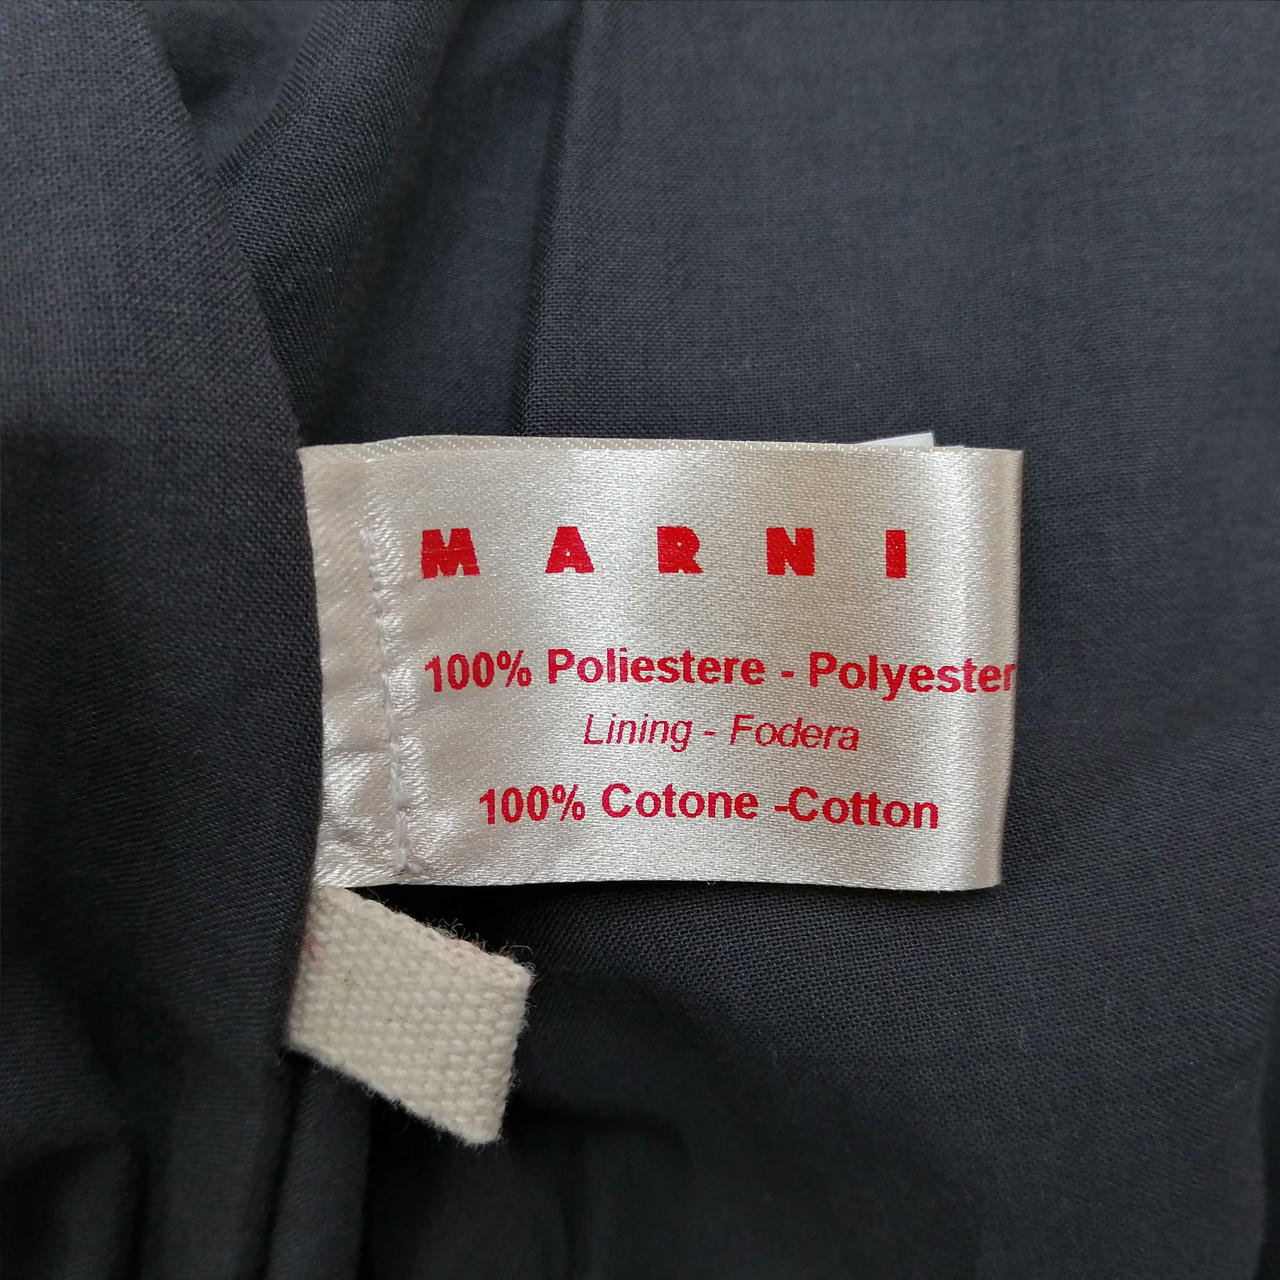 MARNI
100% Poliestere - Polyester
Lining - Fodera
100% Cotone -Cotton